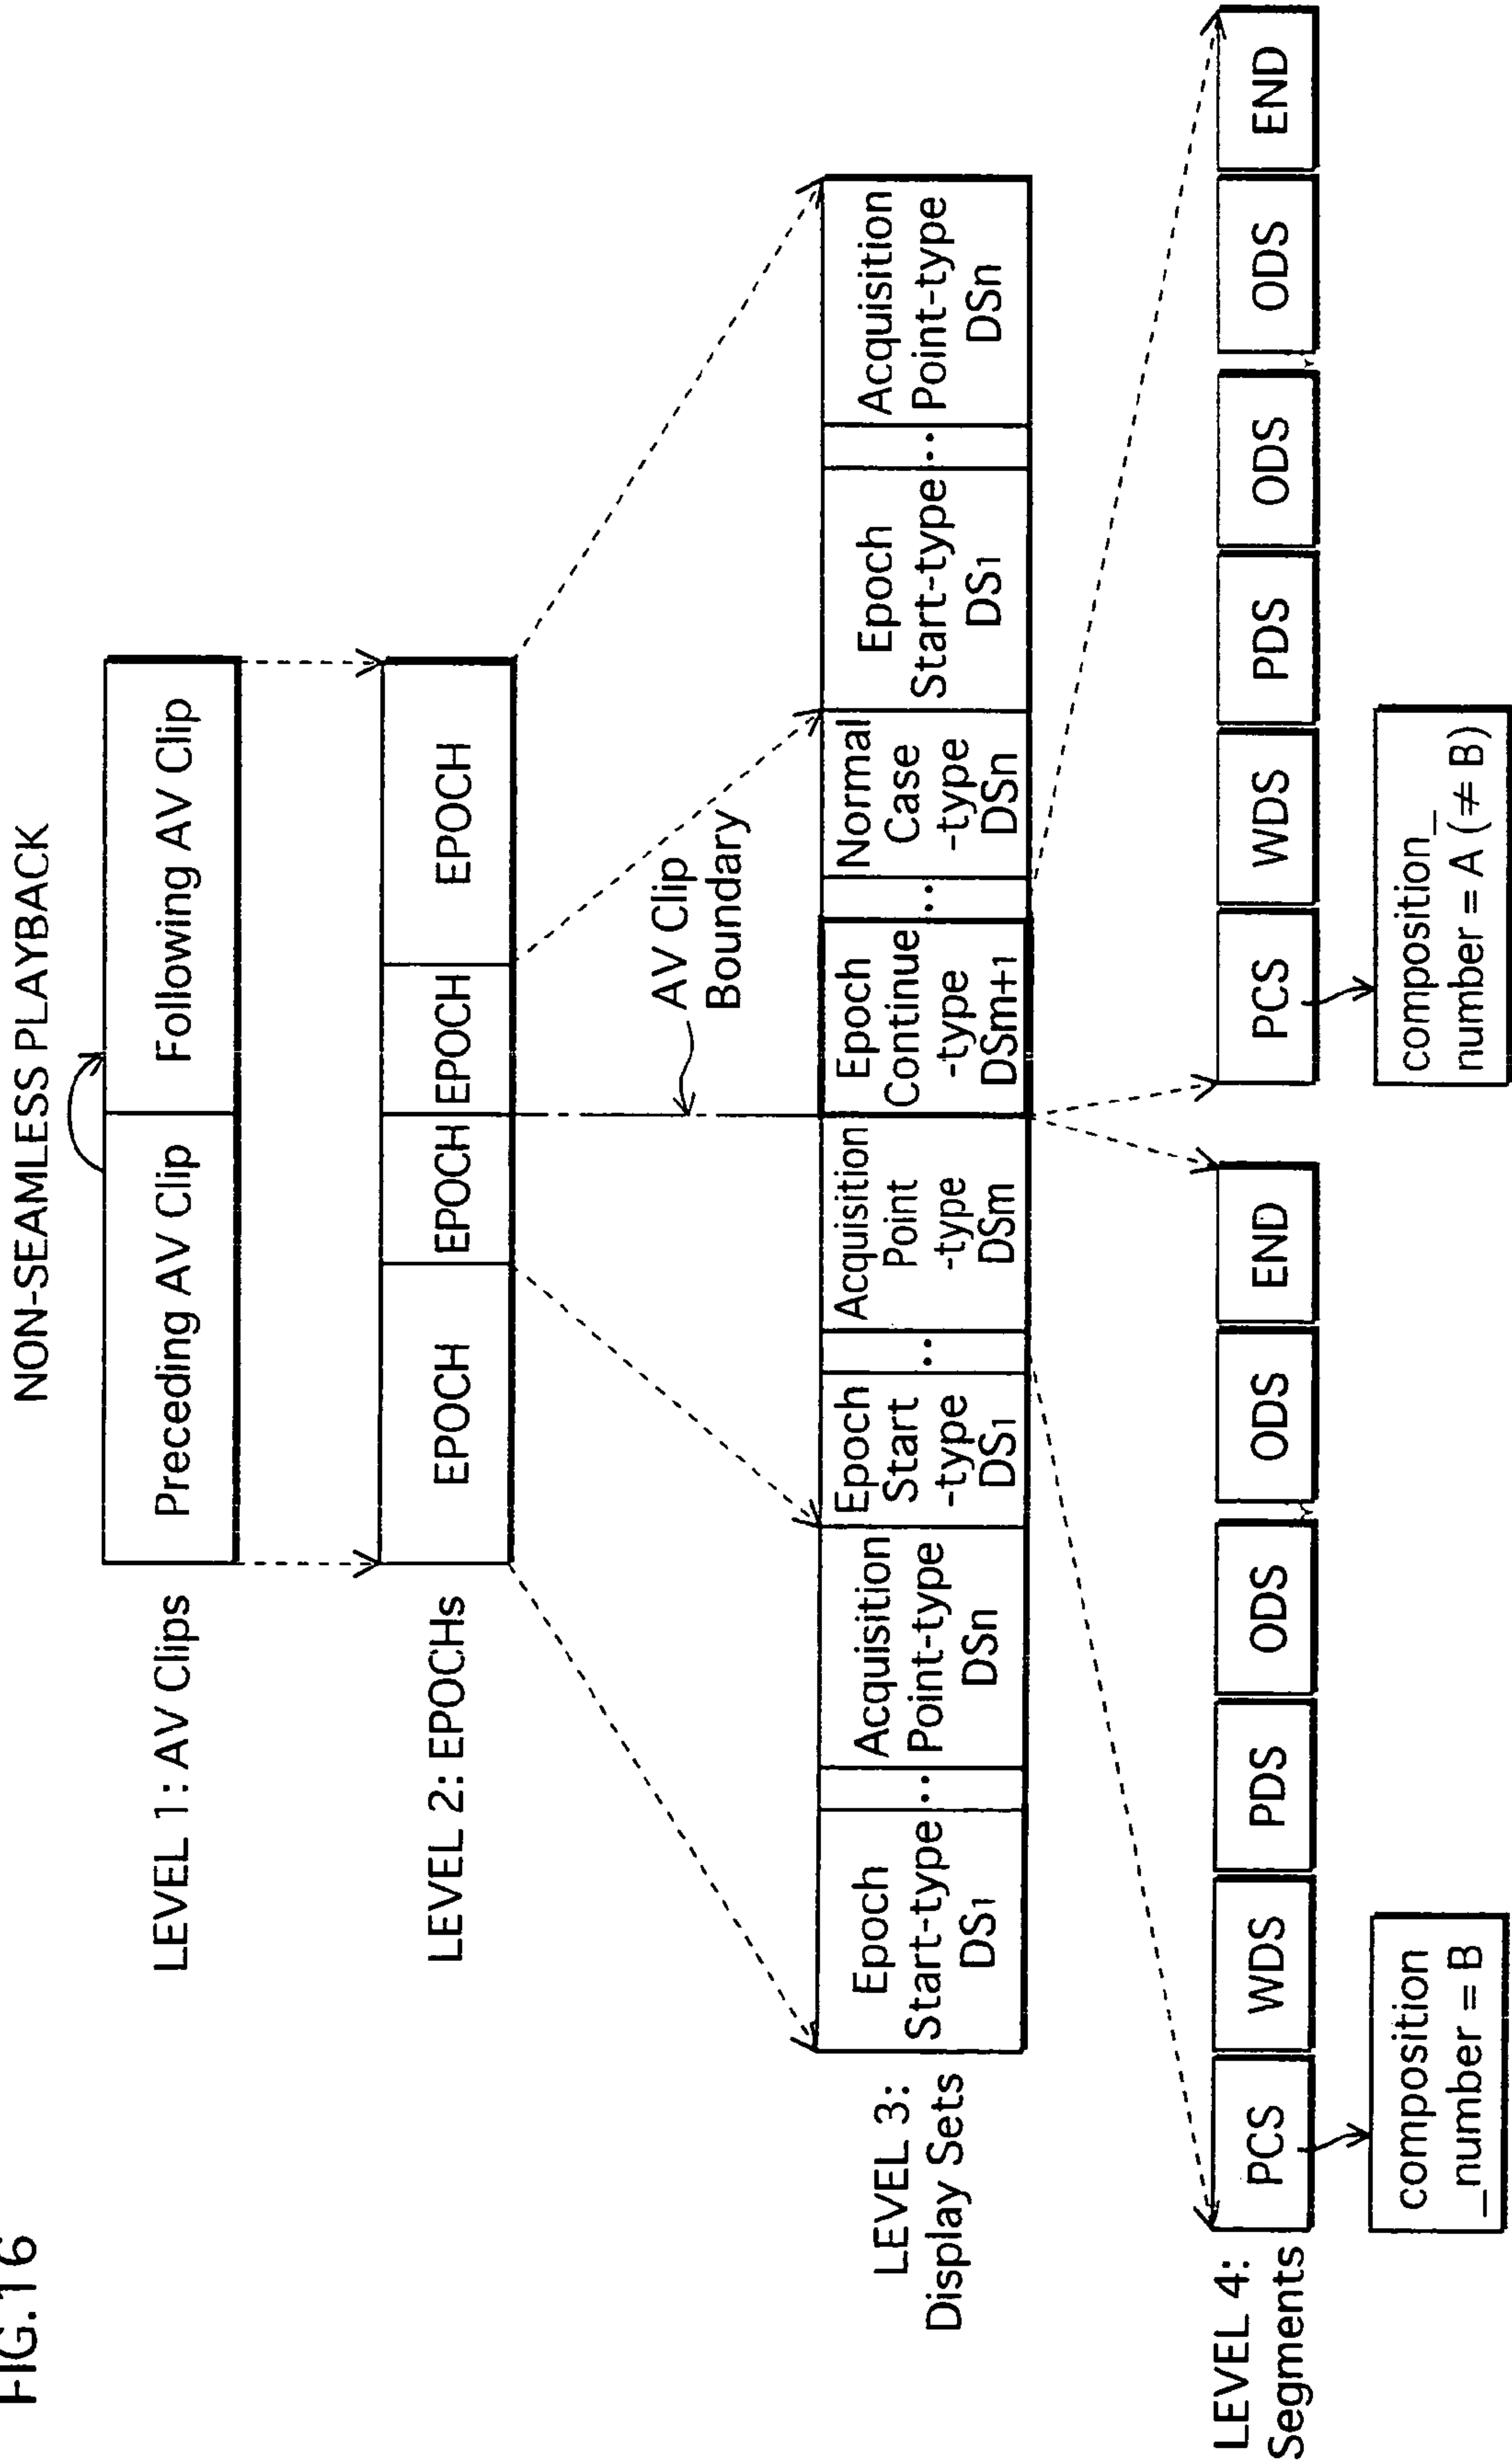 FIG.16
NON-SEAMLESS PLAYBACK
LEVEL 1: AV Clips
Preceding AV Clip
Following AV Clip
LEVEL 2: EPOCHs
EPOCH
EPOCH
EPOCH
EPOCH
AV Clip
Boundary
LEVEL 3:
Display Sets
Epoch
Start-type
DS1
...
Acquisition
Point-type
DSn
Epoch
Start
-type
DS1
...
Acquisition
Point
-type
DSm
Epoch
Continue
-type
DSm+1
...
Normal
Case
-type
DSn
Epoch
Start-type
DS1
...
Acquisition
Point-type
DSn
LEVEL 4:
Segments
PCS
WDS
PDS
ODS
ODS
END
PCS
WDS
PDS
ODS
ODS
END
composition
_number = B
composition_
number = A (≠ B)